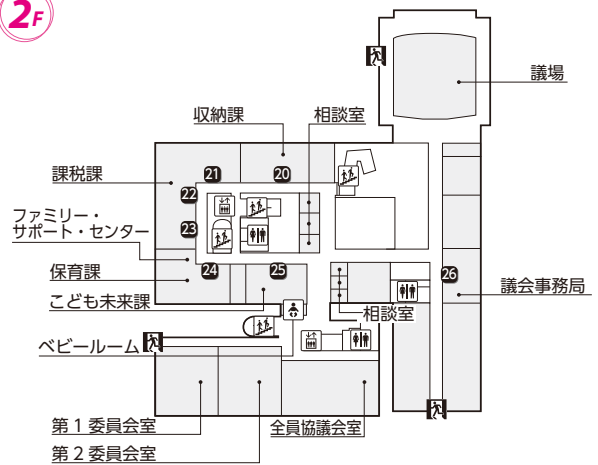 2F
議場
収納課
相談室
課税課
21
20
22
ファミリー・
サポート・センター
23
保育課
24
25
26
議会事務局
こども未来課
相談室
ベビールーム
第1委員会室
全員協議会室
第2委員会室